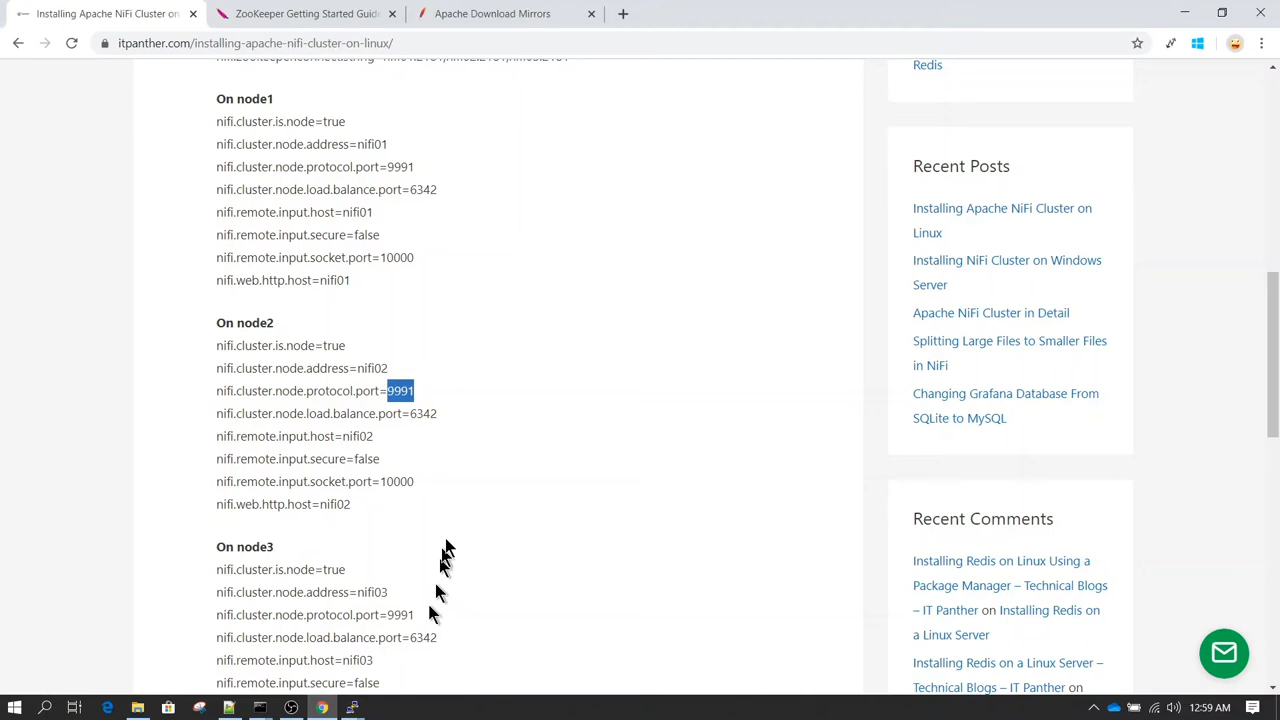 Installing Apache NiFi Cluster on
ZooKeeper Getting Started Guide
Apache Download Mirrors
itpanther.com/installing-apache-nifi-cluster-on-linux/
On node1
nifi.cluster.is.node=true
nifi.cluster.node.address=nifi01
nifi.cluster.node.protocol.port=9991
nifi.cluster.node.load.balance.port=6342
nifi.remote.input.host=nifi01
nifi.remote.input.secure=false
nifi.remote.input.socket.port=10000
nifi.web.http.host=nifi01
On node2
nifi.cluster.is.node=true
nifi.cluster.node.address=nifi02
nifi.cluster.node.protocol.port=9991
nifi.cluster.node.load.balance.port=6342
nifi.remote.input.host=nifi02
nifi.remote.input.secure=false
nifi.remote.input.socket.port=10000
nifi.web.http.host=nifi02
On node3
nifi.cluster.is.node=true
nifi.cluster.node.address=nifi03
nifi.cluster.node.protocol.port=9991
nifi.cluster.node.load.balance.port=6342
nifi.remote.input.host=nifi03
nifi.remote.input.secure=false
Redis
Recent Posts
Installing Apache NiFi Cluster on
Linux
Installing NiFi Cluster on Windows
Server
Apache NiFi Cluster in Detail
Splitting Large Files to Smaller Files
in NiFi
Changing Grafana Database From
SQLite to MySQL
Recent Comments
Installing Redis on Linux Using a
Package Manager – Technical Blogs
– IT Panther on Installing Redis on
a Linux Server
Installing Redis on a Linux Server –
Technical Blogs – IT Panther on
12:59 AM